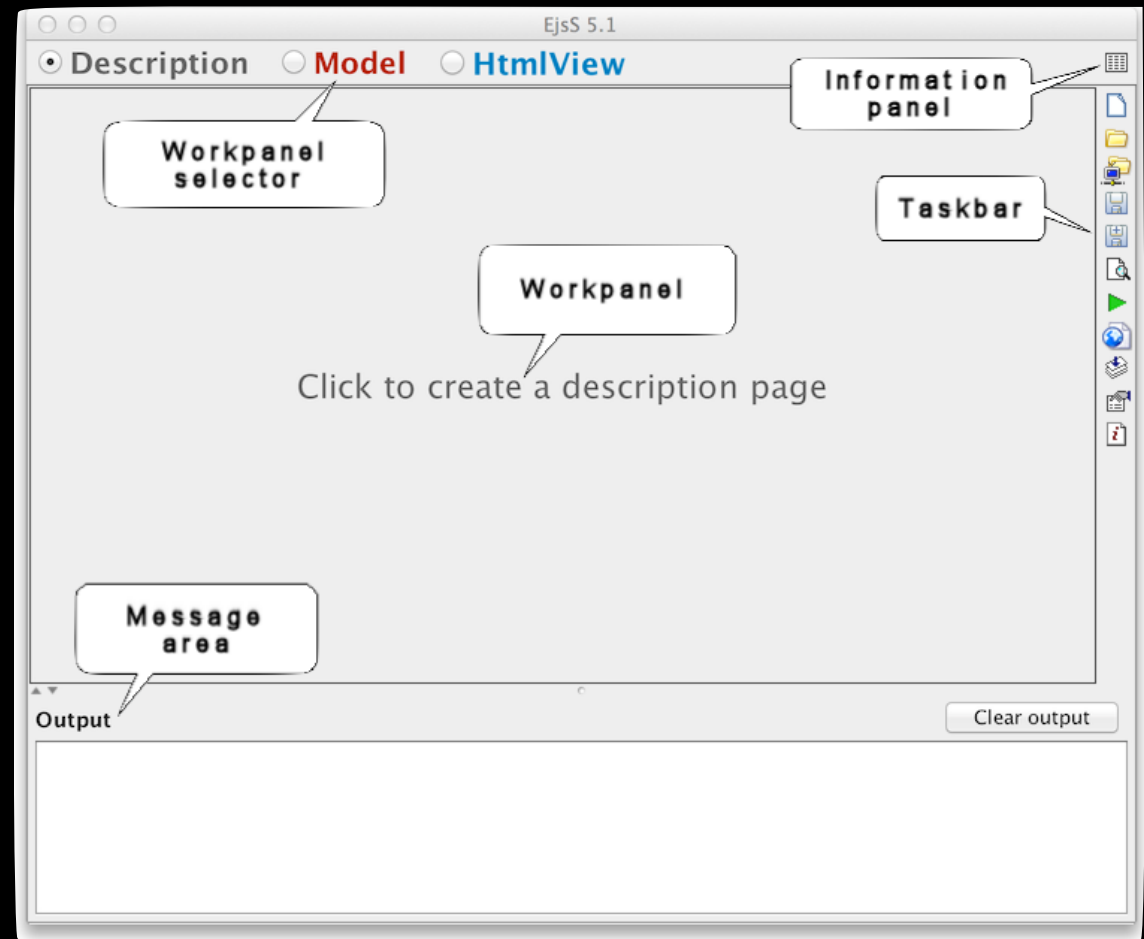 EjsS 5.1
Description Model HtmlView
Information
panel
Workpanel
selector
Taskbar
Workpanel
Click to create a description page
Message
area
Output
Clear output